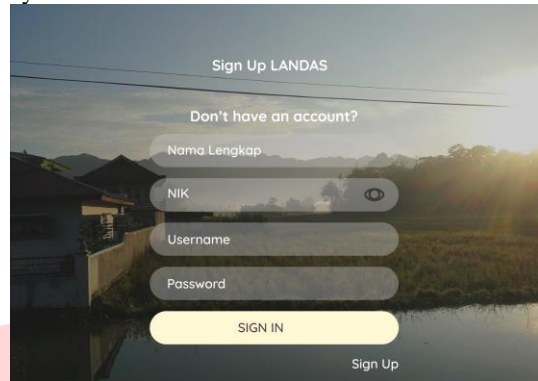 Sign Up LANDAS
Don't have an account?
Nama Lengkap
NIK
Username
Password
SIGN IN
Sign Up